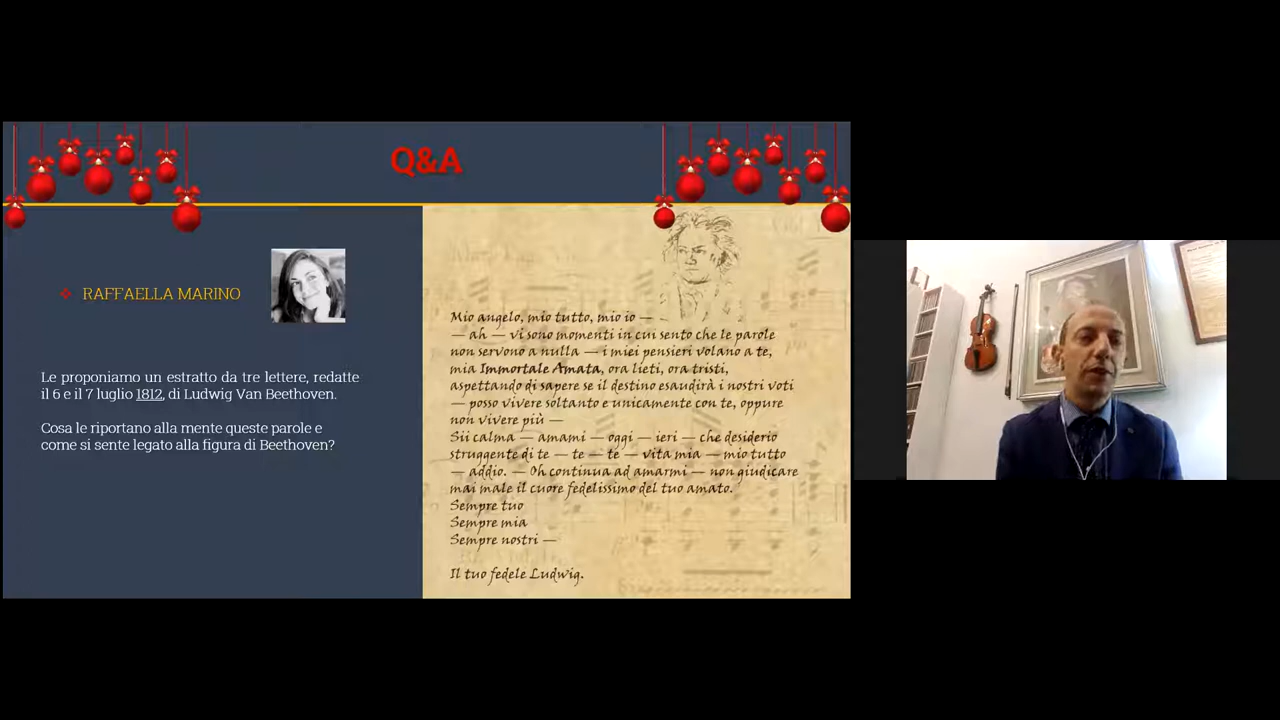 Q&A
RAFFAELLA MARINO
Le proponiamo un estratto da tre lettere, redatte
il 6 e il 7 luglio 1812, di Ludwig Van Beethoven.
Cosa le riportano alla mente queste parole e
come si sente legato alla figura di Beethoven?
Mio angelo, mio tutto, mio io —
— ah — vi sono momenti in cui sento che le parole
non servono a nulla — i miei pensieri volano a te,
mia Immortale Amata, ora lieti, ora tristi,
aspettando di sapere se il destino esaudirà i nostri voti
— posso vivere soltanto e unicamente con te, oppure
non vivere più —
Sii calma — amami — oggi — ieri — che desiderio
struggente di te — te — te — vita mia — mio tutto
— addio. — Oh continua ad amarmi — non giudicare
mai male il cuore fedelissimo del tuo amato.
Sempre tuo
Sempre mia
Sempre nostri —
Il tuo fedele Ludwig.